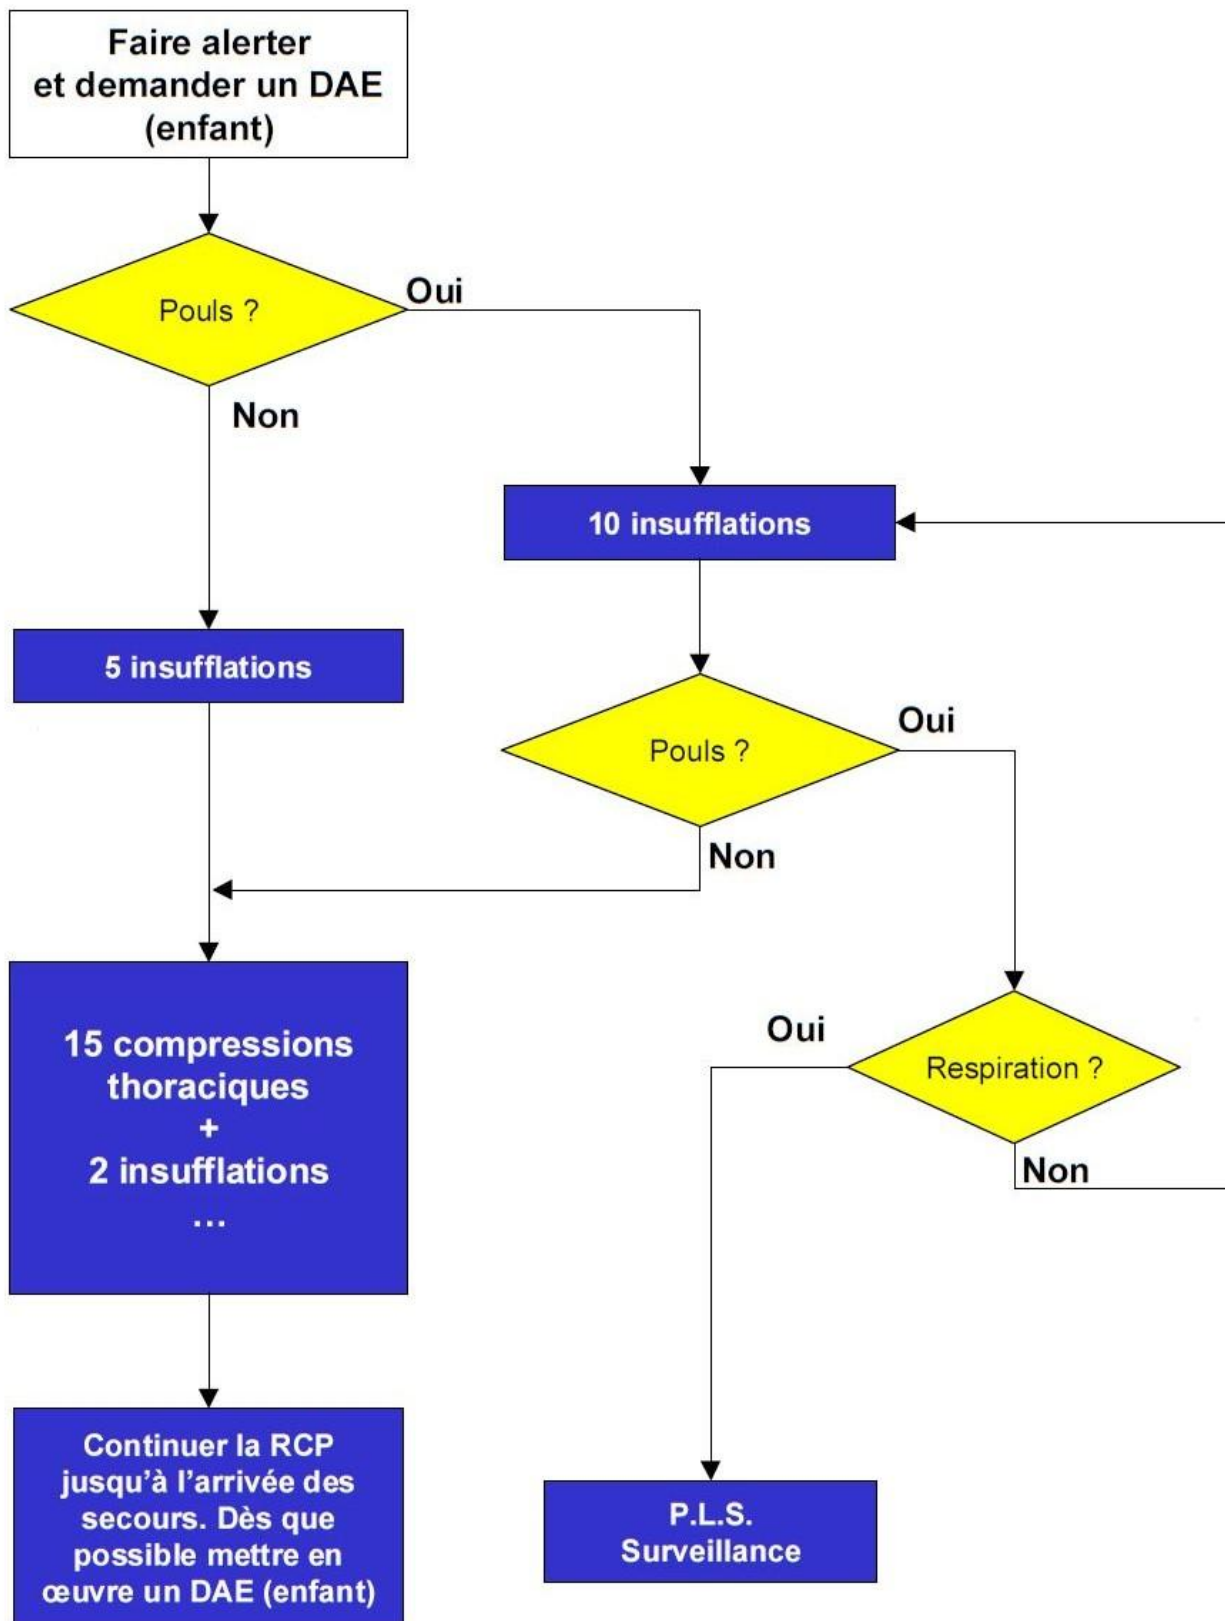 Faire alerter
et demander un DAE
(enfant)
Pouls ?
Oui
Non
10 insufflations
5 insufflations
Pouls ?
Oui
Non
15 compressions
thoraciques
+
2 insufflations
...
Oui
Respiration ?
Non
Continuer la RCP
jusqu'à l'arrivée des
secours. Dès que
possible mettre en
œuvre un DAE (enfant)
P.L.S.
Surveillance